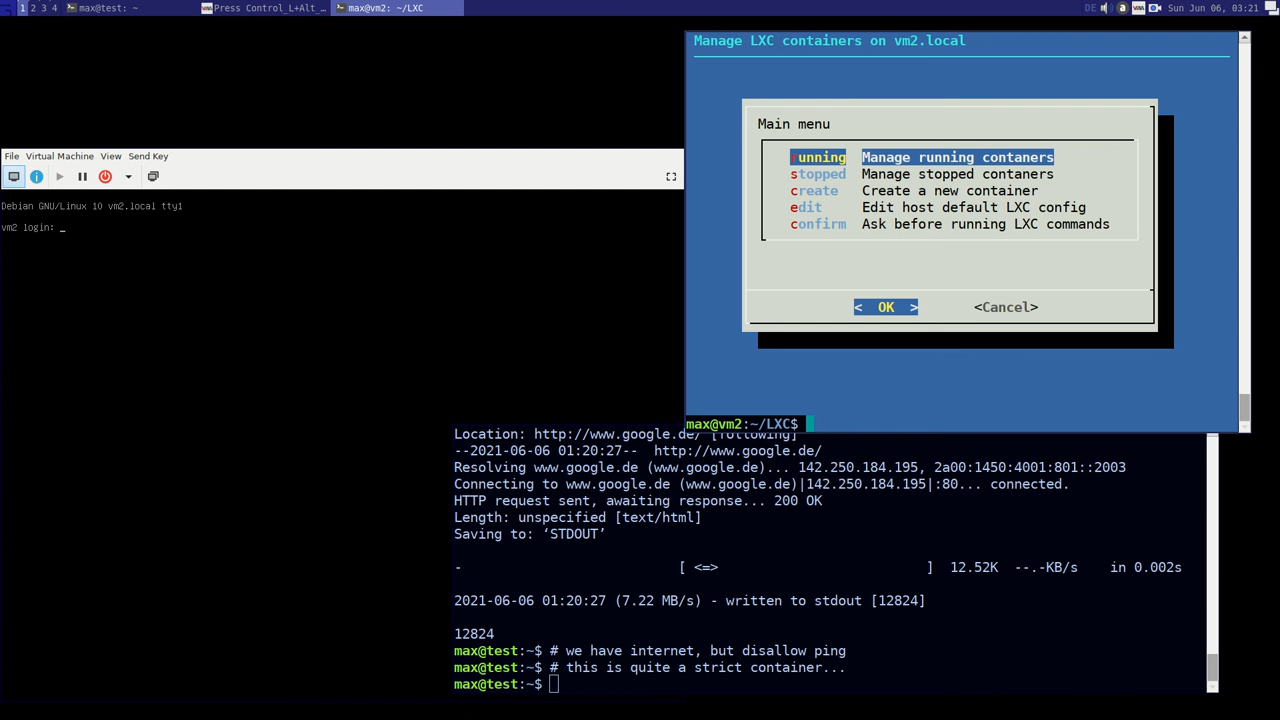 1 2 3 4 max@test: ~ Press Control_L+Alt_... max@vm2: ~/LXC DE a Sun Jun 06, 03:21
File Virtual Machine View Send Key
Debian GNU/Linux 10 vm2.local tty1
vm2 login: _
Manage LXC containers on vm2.local
Main menu
running Manage running contaners
stopped Manage stopped contaners
create Create a new container
edit Edit host default LXC config
confirm Ask before running LXC commands
< OK > <Cancel>
max@vm2:~/LXC$
Location: http://www.google.de/ [following]
--2021-06-06 01:20:27-- http://www.google.de/
Resolving www.google.de (www.google.de)... 142.250.184.195, 2a00:1450:4001:801::2003
Connecting to www.google.de (www.google.de)|142.250.184.195|:80... connected.
HTTP request sent, awaiting response... 200 OK
Length: unspecified [text/html]
Saving to: ‘STDOUT’
- [ <=> ] 12.52K --.-KB/s in 0.002s
2021-06-06 01:20:27 (7.22 MB/s) - written to stdout [12824]
12824
max@test:~$ # we have internet, but disallow ping
max@test:~$ # this is quite a strict container...
max@test:~$